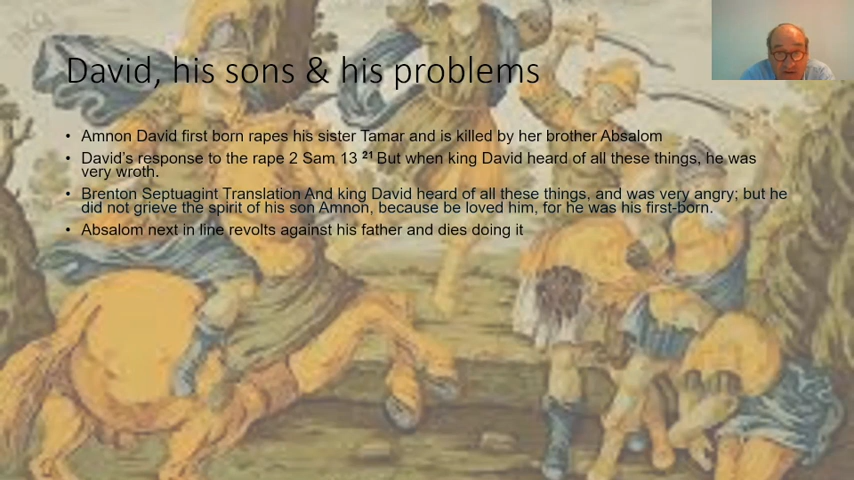 David, his sons & his problems
• Amnon David first born rapes his sister Tamar and is killed by her brother Absalom
• David's response to the rape 2 Sam 13 ²¹ But when king David heard of all these things, he was
very wroth.
• Brenton Septuagint Translation And king David heard of all these things, and was very angry; but he
did not grieve the spirit of his son Amnon, because be loved him, for he was his first-born.
• Absalom next in line revolts against his father and dies doing it